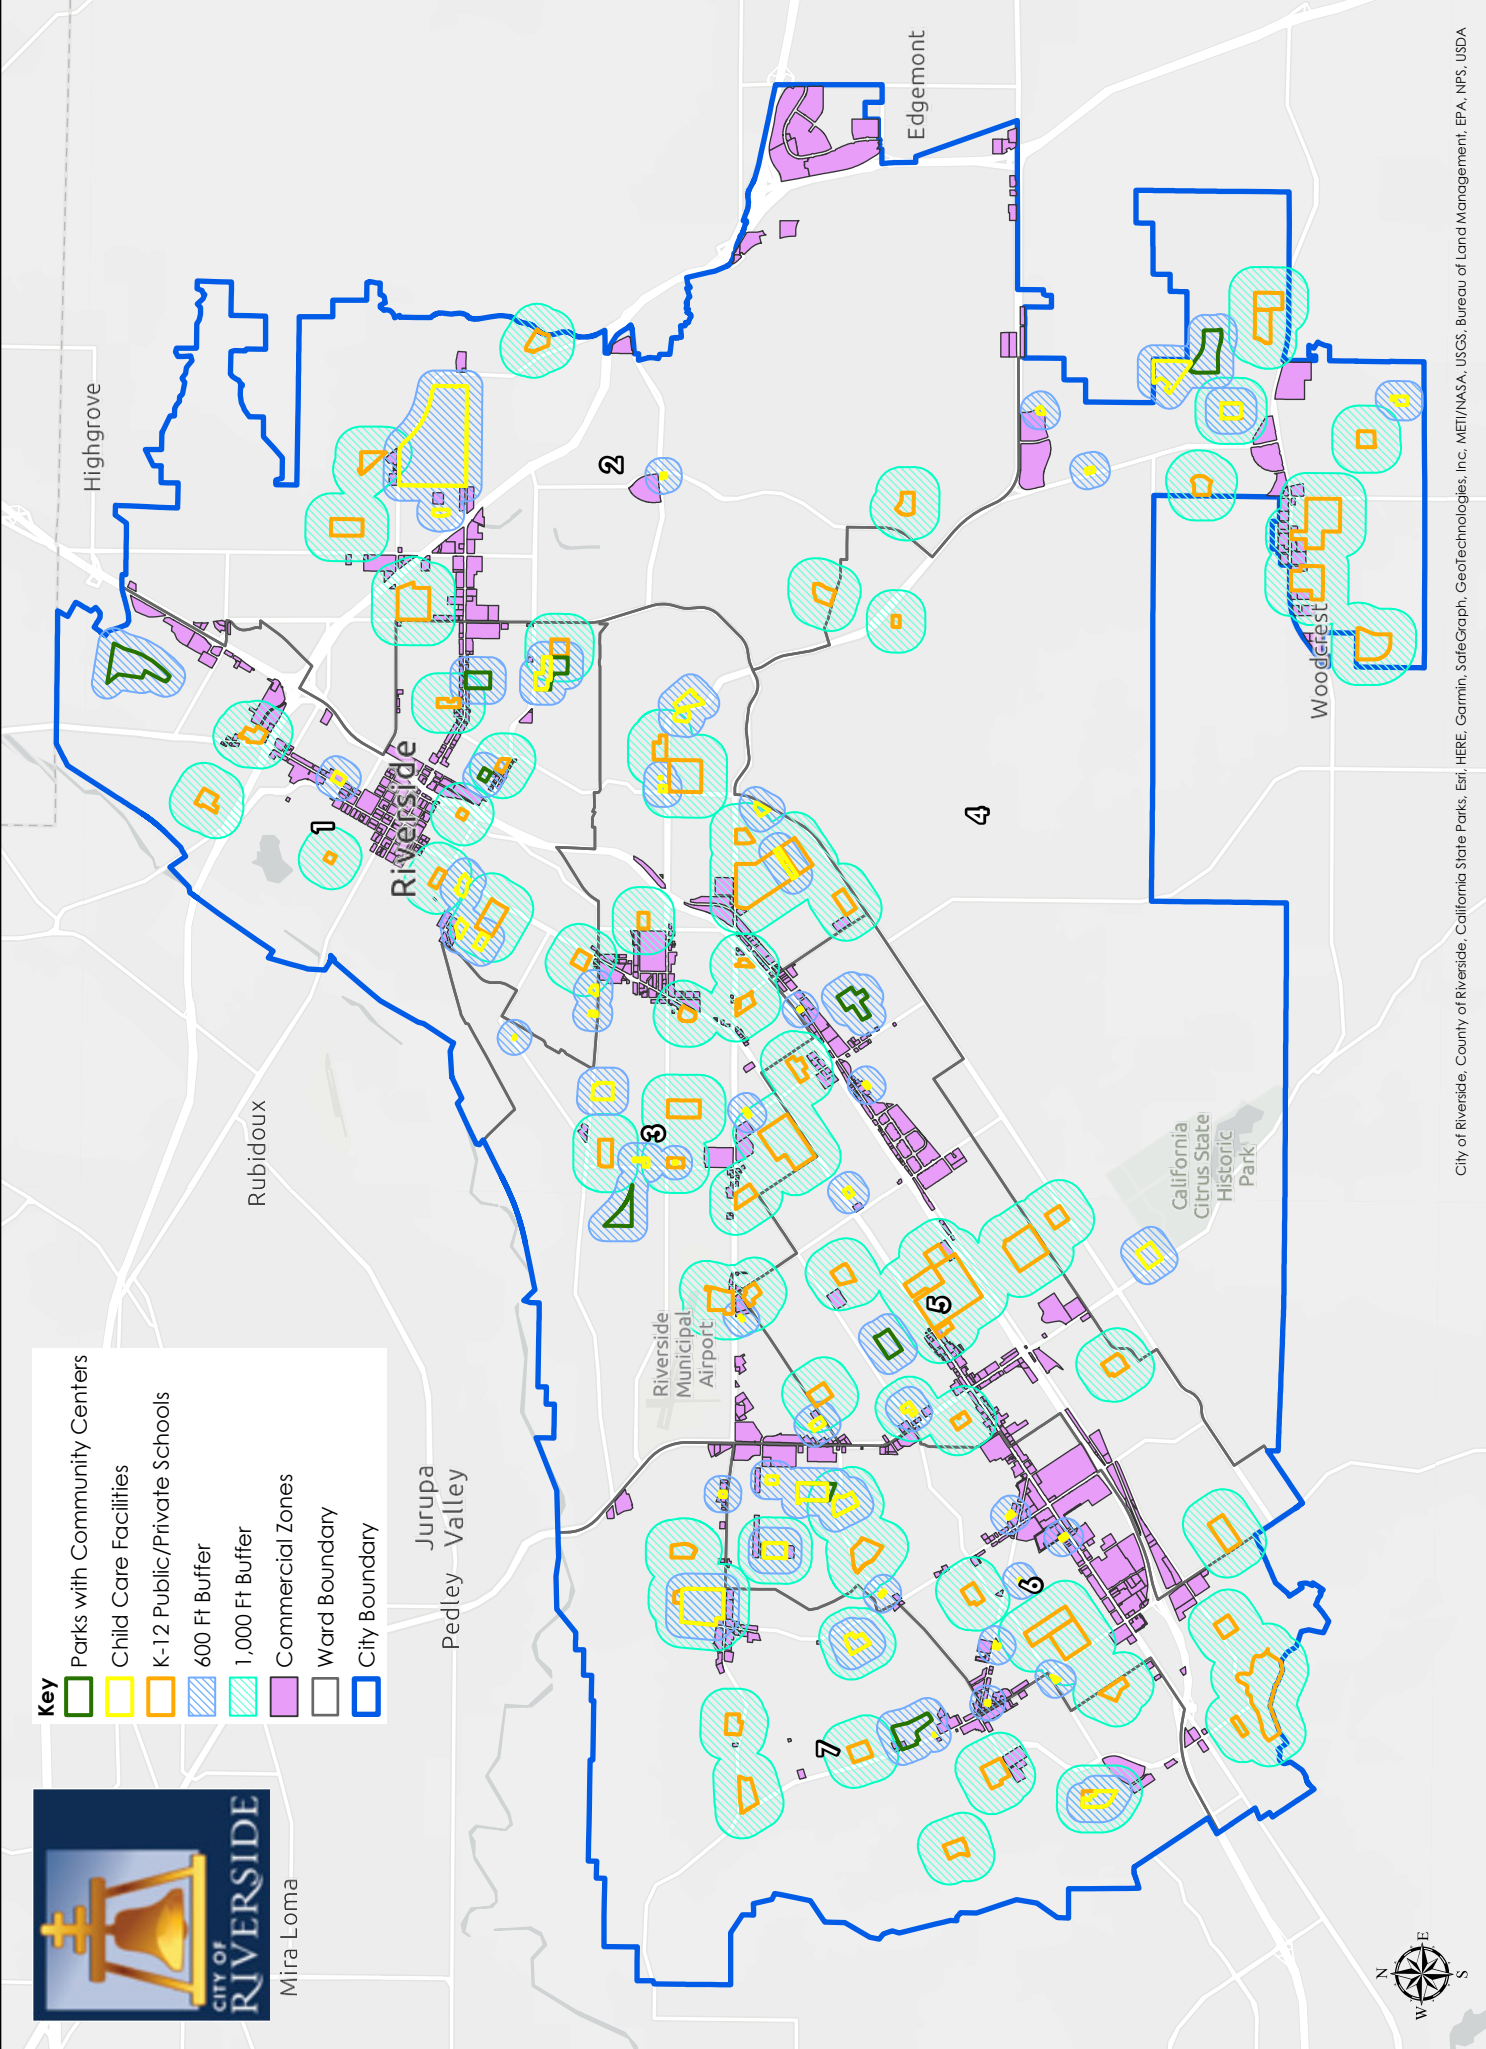 CITY OF
RIVERSIDE
Key
Parks with Community Centers
Child Care Facilities
K-12 Public/Private Schools
600 Ft Buffer
1,000 Ft Buffer
Commercial Zones
Ward Boundary
City Boundary
Mira Loma
Pedley
Jurupa
Valley
Rubidoux
Highgrove
Riverside
Riverside
Municipal
Airport
Edgemont
Woodcrest
California
Citrus State
Historic
Park
1
2
3
4
5
6
7
7
N
E
S
W
City of Riverside, County of Riverside, California State Parks, Esri, HERE, Garmin, SafeGraph, GeoTechnologies, Inc, METI/NASA, USGS, Bureau of Land Management, EPA, NPS, USDA